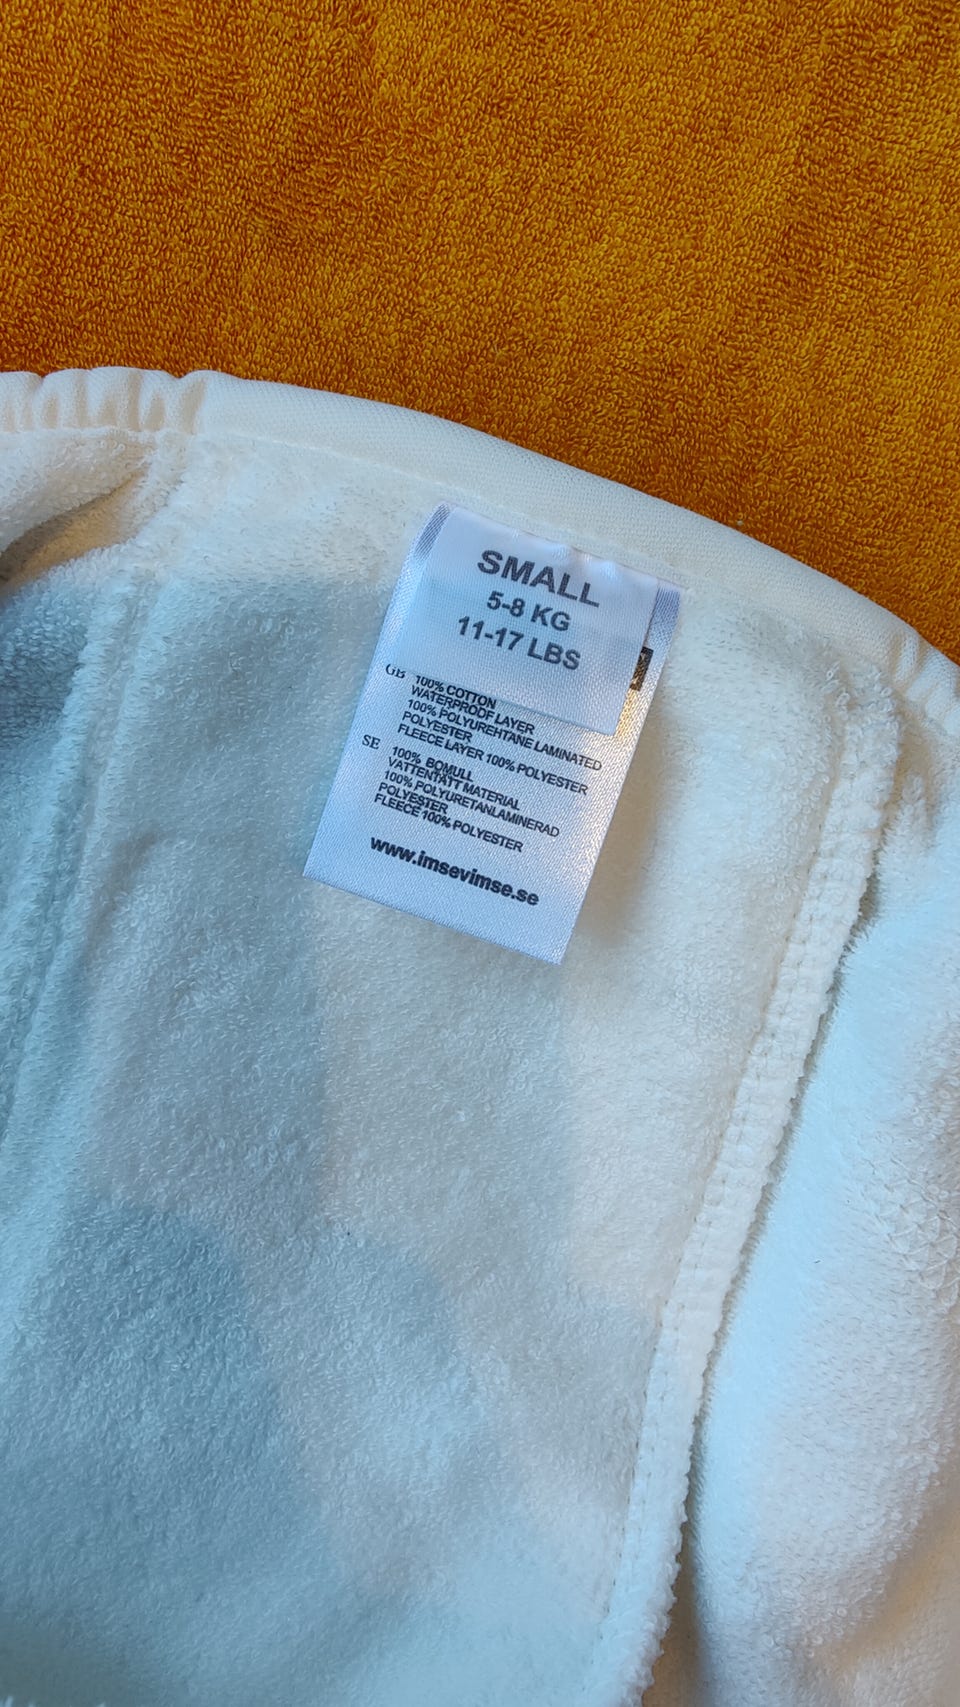 SMALL
5-8 KG
11-17 LBS
GB 100% COTTON
WATERPROOF LAYER
100% POLYUREHTANE LAMINATED
POLYESTER
FLEECE LAYER 100% POLYESTER
SE 100% BOMULL
VATTENTÄTT MATERIAL
100% POLYURETANLAMINERAD
POLYESTER
FLEECE 100% POLYESTER
www.imsevimse.se